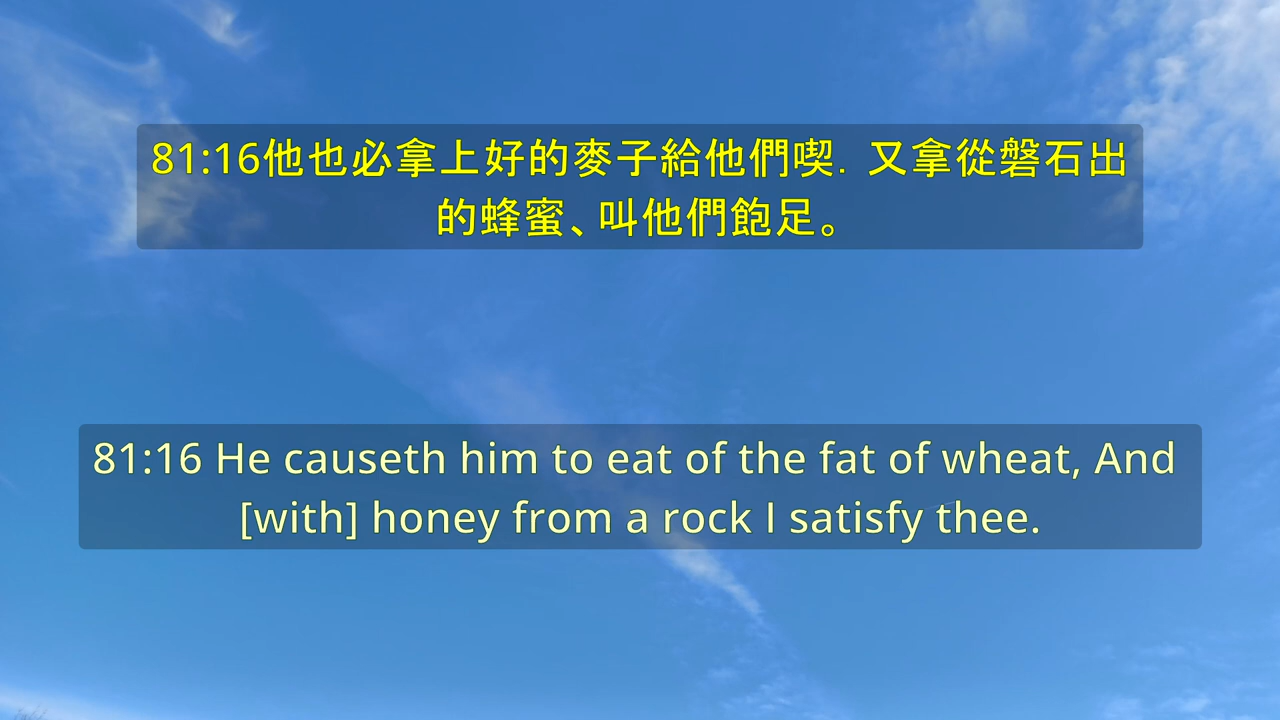 81:16他也必拿上好的麥子給他們喫．又拿從磐石出
的蜂蜜、叫他們飽足。
81:16 He causeth him to eat of the fat of wheat, And
[with] honey from a rock I satisfy thee.